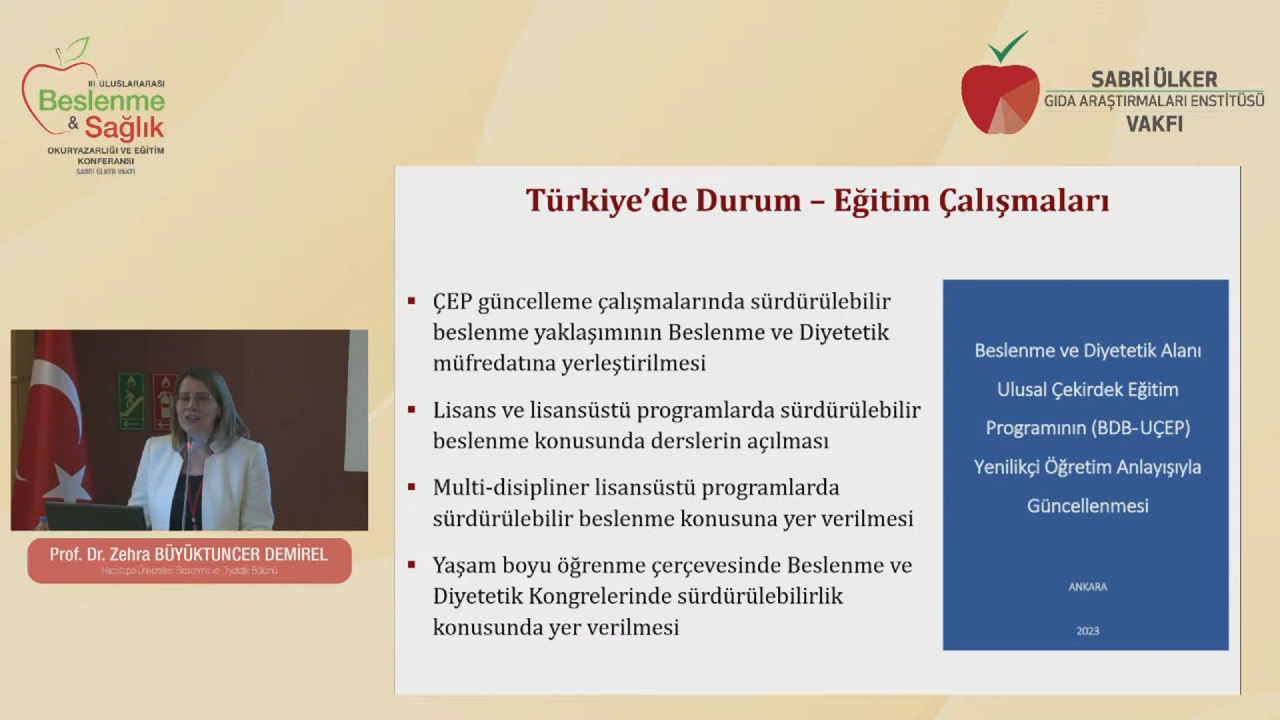 III. ULUSLARARASI
Beslenme
& Sağlık
OKURYAZARLIĞI VE EĞİTİM
KONFERANSI
SABRİ ÜLKER VAKFI
SABRİ ÜLKER
GIDA ARAŞTIRMALARI ENSTİTÜSÜ
VAKFI
Türkiye’de Durum – Eğitim Çalışmaları
▪ ÇEP güncelleme çalışmalarında sürdürülebilir
beslenme yaklaşımının Beslenme ve Diyetetik
müfredatına yerleştirilmesi
▪ Lisans ve lisansüstü programlarda sürdürülebilir
beslenme konusunda derslerin açılması
▪ Multi-disipliner lisansüstü programlarda
sürdürülebilir beslenme konusuna yer verilmesi
▪ Yaşam boyu öğrenme çerçevesinde Beslenme ve
Diyetetik Kongrelerinde sürdürülebilirlik
konusunda yer verilmesi
Beslenme ve Diyetetik Alanı
Ulusal Çekirdek Eğitim
Programının (BDB-UÇEP)
Yenilikçi Öğretim Anlayışıyla
Güncellenmesi
ANKARA
2023
Prof. Dr. Zehra BÜYÜKTUNCER DEMİREL
Hacettepe Üniversitesi Beslenme ve Diyetetik Bölümü